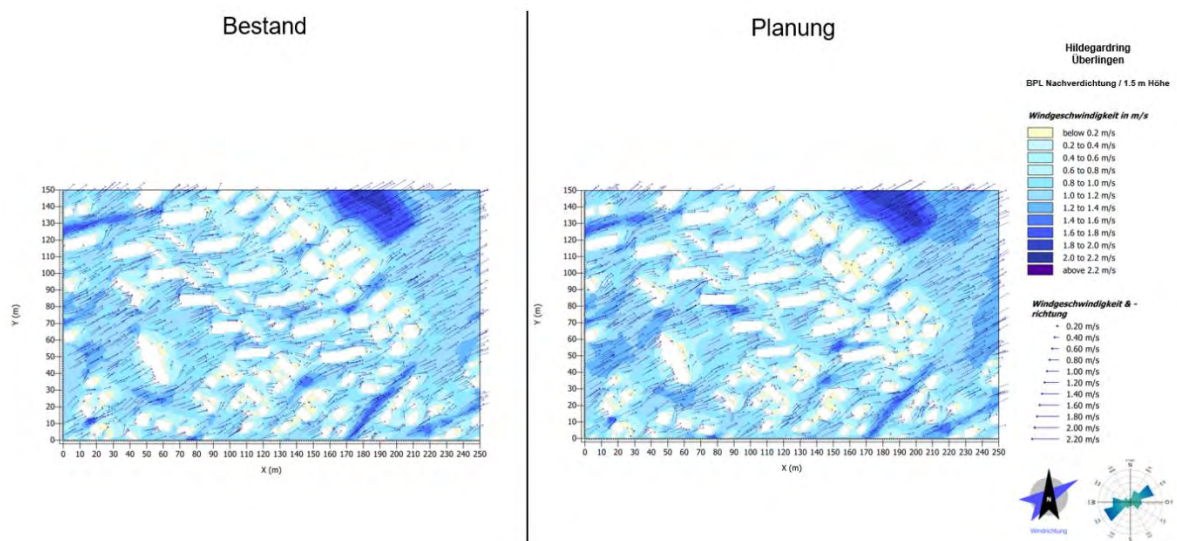 Bestand
Planung
Hildegardring
Überlingen
BPL Nachverdichtung / 1.5 m Höhe
Windgeschwindigkeit in m/s
below 0.2 m/s
0.2 to 0.4 m/s
0.4 to 0.6 m/s
0.6 to 0.8 m/s
0.8 to 1.0 m/s
1.0 to 1.2 m/s
1.2 to 1.4 m/s
1.4 to 1.6 m/s
1.6 to 1.8 m/s
1.8 to 2.0 m/s
2.0 to 2.2 m/s
above 2.2 m/s
Windgeschwindigkeit & -
richtung
0.20 m/s
0.40 m/s
0.60 m/s
0.80 m/s
1.00 m/s
1.20 m/s
1.40 m/s
1.60 m/s
1.80 m/s
2.00 m/s
2.20 m/s
N
Windrichtung
150
140
130
120
110
100
90
80
70
60
50
40
30
20
10
0
Y (m)
0 10 20 30 40 50 60 70 80 90 100 110 120 130 140 150 160 170 180 190 200 210 220 230 240 250
X (m)
150
140
130
120
110
100
90
80
70
60
50
40
30
20
10
0
Y (m)
0 10 20 30 40 50 60 70 80 90 100 110 120 130 140 150 160 170 180 190 200 210 220 230 240 250
X (m)